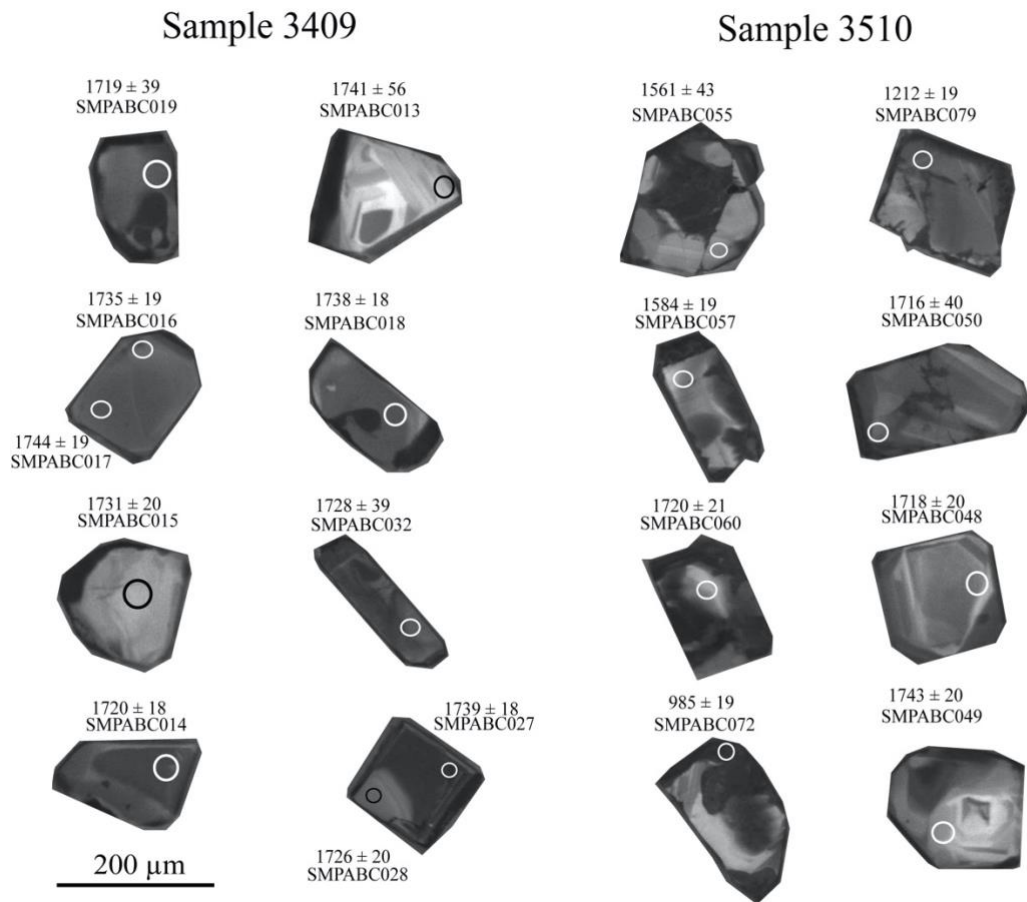 Sample 3409
1719 ± 39
SMPABC019
1741 ± 56
SMPABC013
1735 ± 19
SMPABC016
1738 ± 18
SMPABC018
1744 ± 19
SMPABC017
1731 ± 20
SMPABC015
1728 ± 39
SMPABC032
1720 ± 18
SMPABC014
1739 ± 18
SMPABC027
1726 ± 20
SMPABC028
200 µm
Sample 3510
1561 ± 43
SMPABC055
1212 ± 19
SMPABC079
1584 ± 19
SMPABC057
1716 ± 40
SMPABC050
1720 ± 21
SMPABC060
1718 ± 20
SMPABC048
985 ± 19
SMPABC072
1743 ± 20
SMPABC049